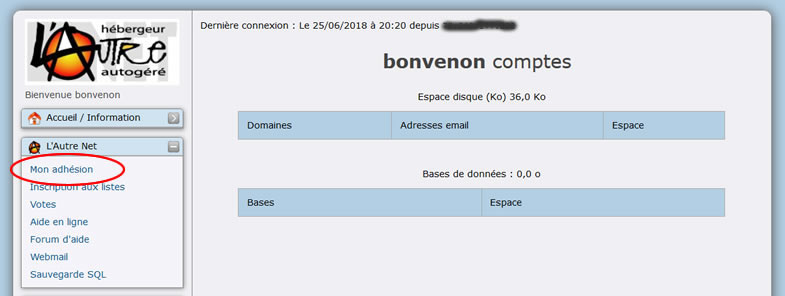 Dernière connexion : Le 25/06/2018 à 20:20 depuis
hébergeur
L'Autre
autogéré
NET
Bienvenue bonvenon
Accueil / Information
L'Autre Net
Mon adhésion
Inscription aux listes
Votes
Aide en ligne
Forum d'aide
Webmail
Sauvegarde SQL
bonvenon comptes
Espace disque (Ko) 36,0 Ko
Domaines Adresses email Espace
Bases de données : 0,0 o
Bases Espace